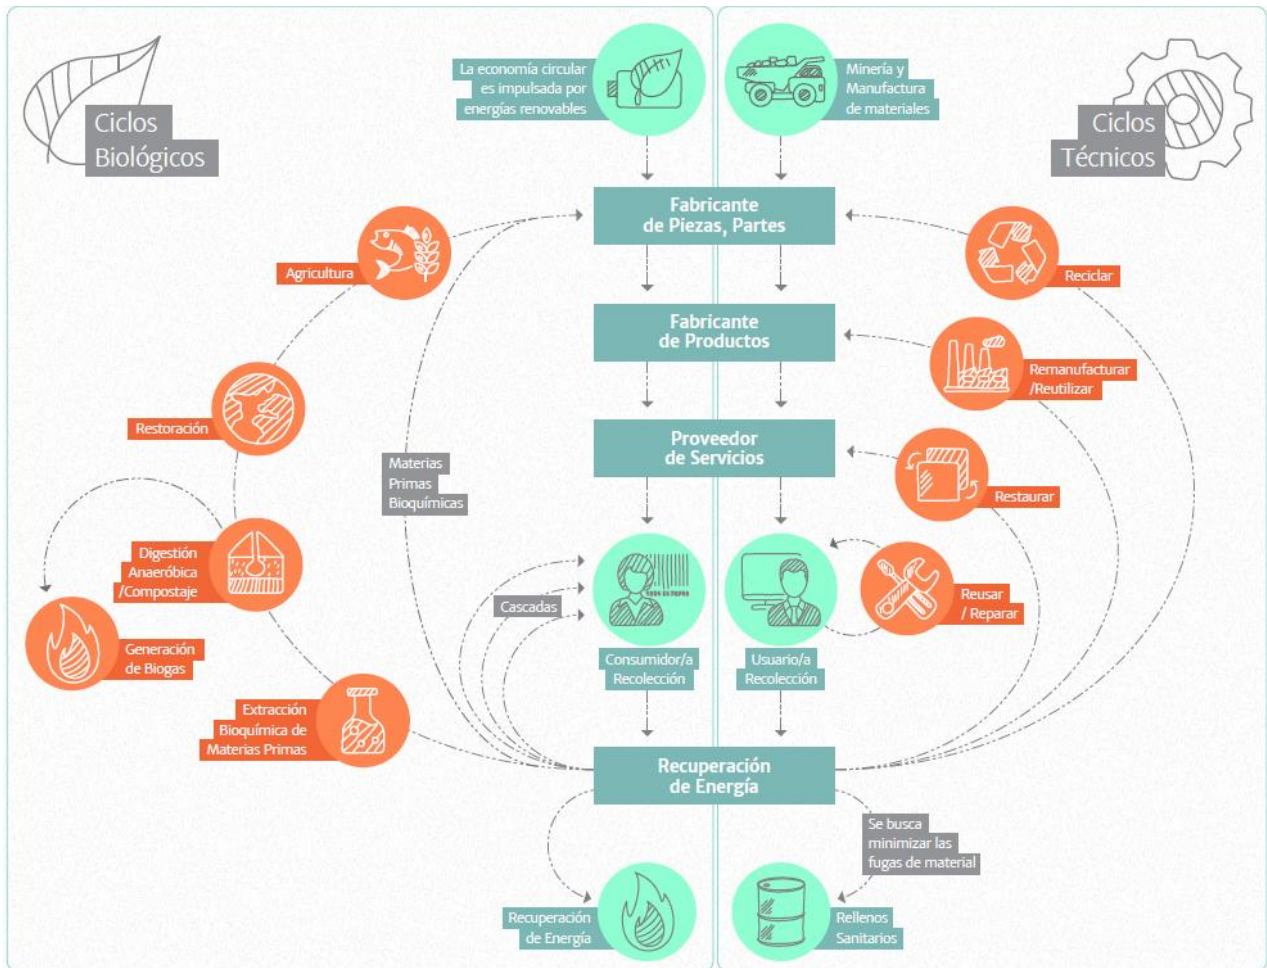 Ciclos
Biológicos
La economía circular
es impulsada por
energías renovables
Minería y
Manufactura
de materiales
Ciclos
Técnicos
Fabricante
de Piezas, Partes
Agricultura
Reciclar
Fabricante
de Productos
Remanufacturar
/Reutilizar
Restoración
Proveedor
de Servicios
Materias
Primas
Bioquímicas
Restaurar
Digestión
Anaeróbica
/Compostaje
Cascadas
Reusar
/ Reparar
Generación
de Biogas
Consumidor/a
Recolección
Usuario/a
Recolección
Extracción
Bioquímica de
Materias Primas
Recuperación
de Energía
Se busca
minimizar las
fugas de material
Recuperación
de Energía
Rellenos
Sanitarios